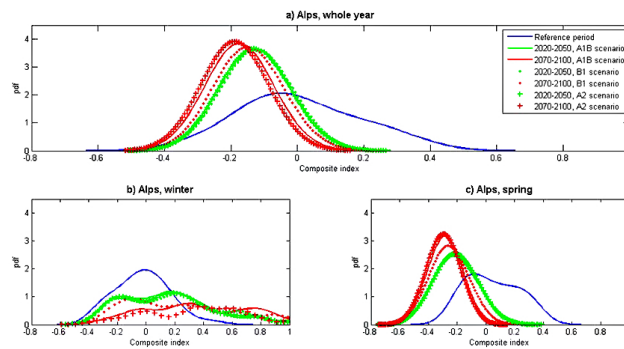 a) Alps, whole year
pdf
4
3
2
1
0
-0.8
-0.6
-0.4
-0.2
0
0.2
0.4
0.6
0.8
Composite index
Reference period
2020-2050, A1B scenario
2070-2100, A1B scenario
2020-2050, B1 scenario
2070-2100, B1 scenario
2020-2050, A2 scenario
2070-2100, A2 scenario
b) Alps, winter
pdf
4
3
2
1
0
-0.8 -0.6 -0.4 -0.2 0 0.2 0.4 0.6 0.8 1
Composite index
c) Alps, spring
pdf
4
3
2
1
0
-0.8 -0.6 -0.4 -0.2 0 0.2 0.4 0.6 0.8 1
Composite index